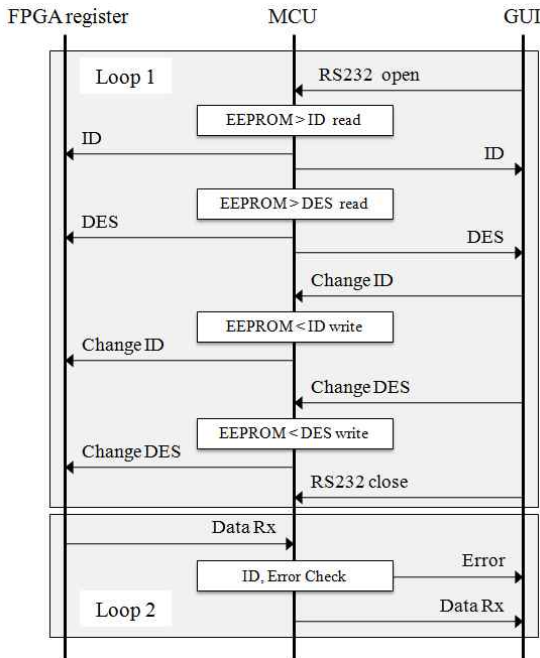 FPGA register MCU GUI
Loop 1
RS232 open
EEPROM > ID read
ID
ID
EEPROM > DES read
DES
DES
Change ID
EEPROM < ID write
Change ID
Change DES
EEPROM < DES write
Change DES
RS232 close
Data Rx
Error
ID, Error Check
Data Rx
Loop 2